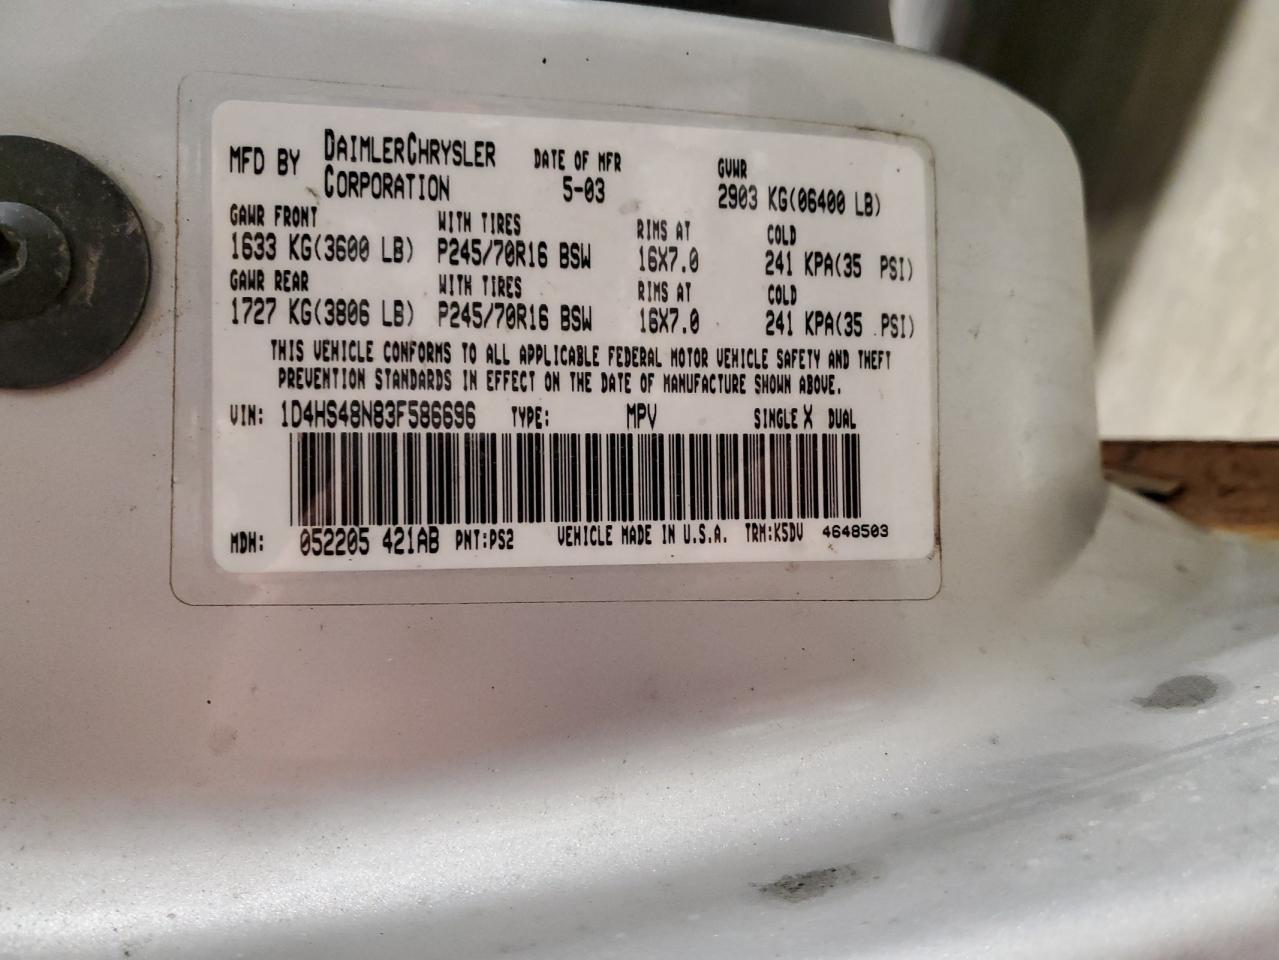 MFD BY DAIMLERCHRYSLER CORPORATION DATE OF MFR 5-03 GVWR 2903 KG(06400 LB)
GAWR FRONT WITH TIRES RIMS AT COLD
1633 KG(3600 LB) P245/70R16 BSW 16X7.0 241 KPA(35 PSI)
GAWR REAR WITH TIRES RIMS AT COLD
1727 KG(3806 LB) P245/70R16 BSW 16X7.0 241 KPA(35 PSI)
THIS VEHICLE CONFORMS TO ALL APPLICABLE FEDERAL MOTOR VEHICLE SAFETY AND THEFT
PREVENTION STANDARDS IN EFFECT ON THE DATE OF MANUFACTURE SHOWN ABOVE.
VIN: 1D4HS48N83F586696 TYPE: MPV SINGLE X DUAL
MDH: 052205 421AB PNT:PS2 VEHICLE MADE IN U.S.A. TRM:K5DV 4648503